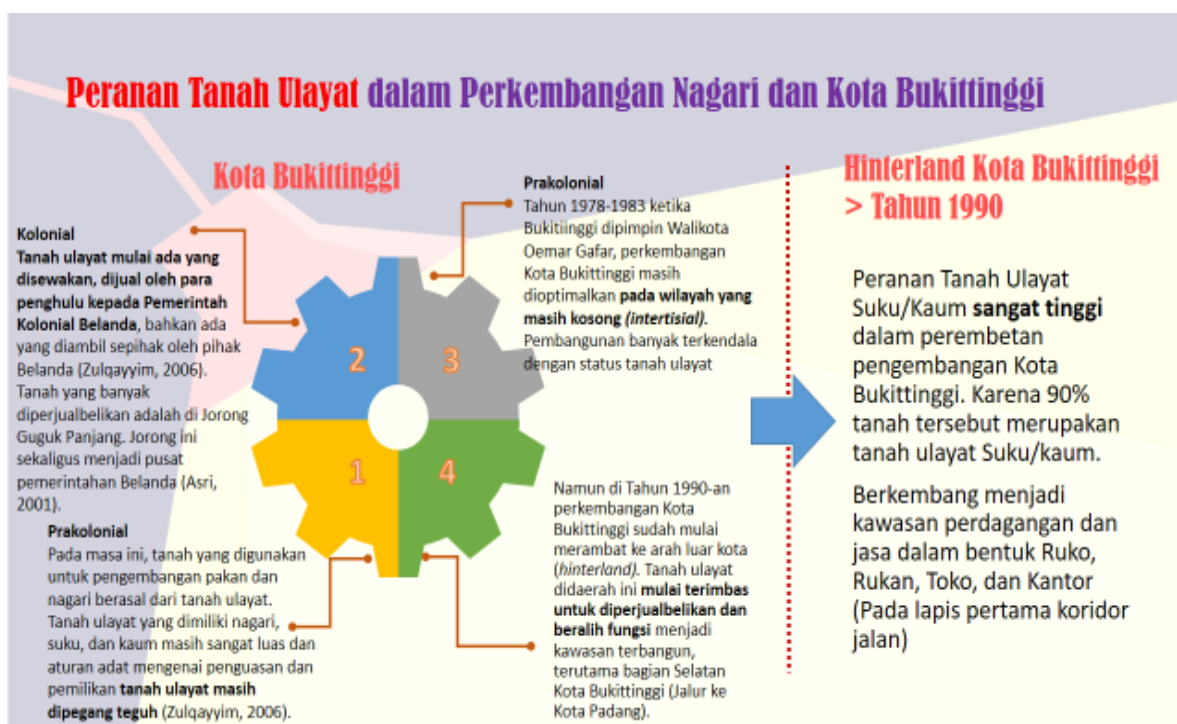 Peranan Tanah Ulayat dalam Perkembangan Nagari dan Kota Bukittinggi
Kota Bukittinggi
Kolonial
Tanah ulayat mulai ada yang
disewakan, dijual oleh para
penghulu kepada Pemerintah
Kolonial Belanda, bahkan ada
yang diambil sepihak oleh pihak
Belanda (Zulqayyim, 2006).
Tanah yang banyak
diperjualbelikan adalah di Jorong
Guguk Panjang. Jorong ini
sekaligus menjadi pusat
pemerintahan Belanda (Asri,
2001).
Prakolonial
Pada masa ini, tanah yang digunakan
untuk pengembangan pakan dan
nagari berasal dari tanah ulayat.
Tanah ulayat yang dimiliki nagari,
suku, dan kaum masih sangat luas dan
aturan adat mengenai penguasan dan
pemilikan tanah ulayat masih
dipegang teguh (Zulqayyim, 2006).
2
3
1
4
Prakolonial
Tahun 1978-1983 ketika
Bukitiinggi dipimpin Walikota
Oemar Gafar, perkembangan
Kota Bukittinggi masih
dioptimalkan pada wilayah yang
masih kosong (intertisial).
Pembangunan banyak terkendala
dengan status tanah ulayat
Namun di Tahun 1990-an
perkembangan Kota
Bukittinggi sudah mulai
merambat ke arah luar kota
(hinterland). Tanah ulayat
didaerah ini mulai terimbas
untuk diperjualbelikan dan
beralih fungsi menjadi
kawasan terbangun,
terutama bagian Selatan
Kota Bukittinggi (Jalur ke
Kota Padang).
Hinterland Kota Bukittinggi
> Tahun 1990
Peranan Tanah Ulayat
Suku/Kaum sangat tinggi
dalam perembetan
pengembangan Kota
Bukittinggi. Karena 90%
tanah tersebut merupakan
tanah ulayat Suku/kaum.
Berkembang menjadi
kawasan perdagangan dan
jasa dalam bentuk Ruko,
Rukan, Toko, dan Kantor
(Pada lapis pertama koridor
jalan)